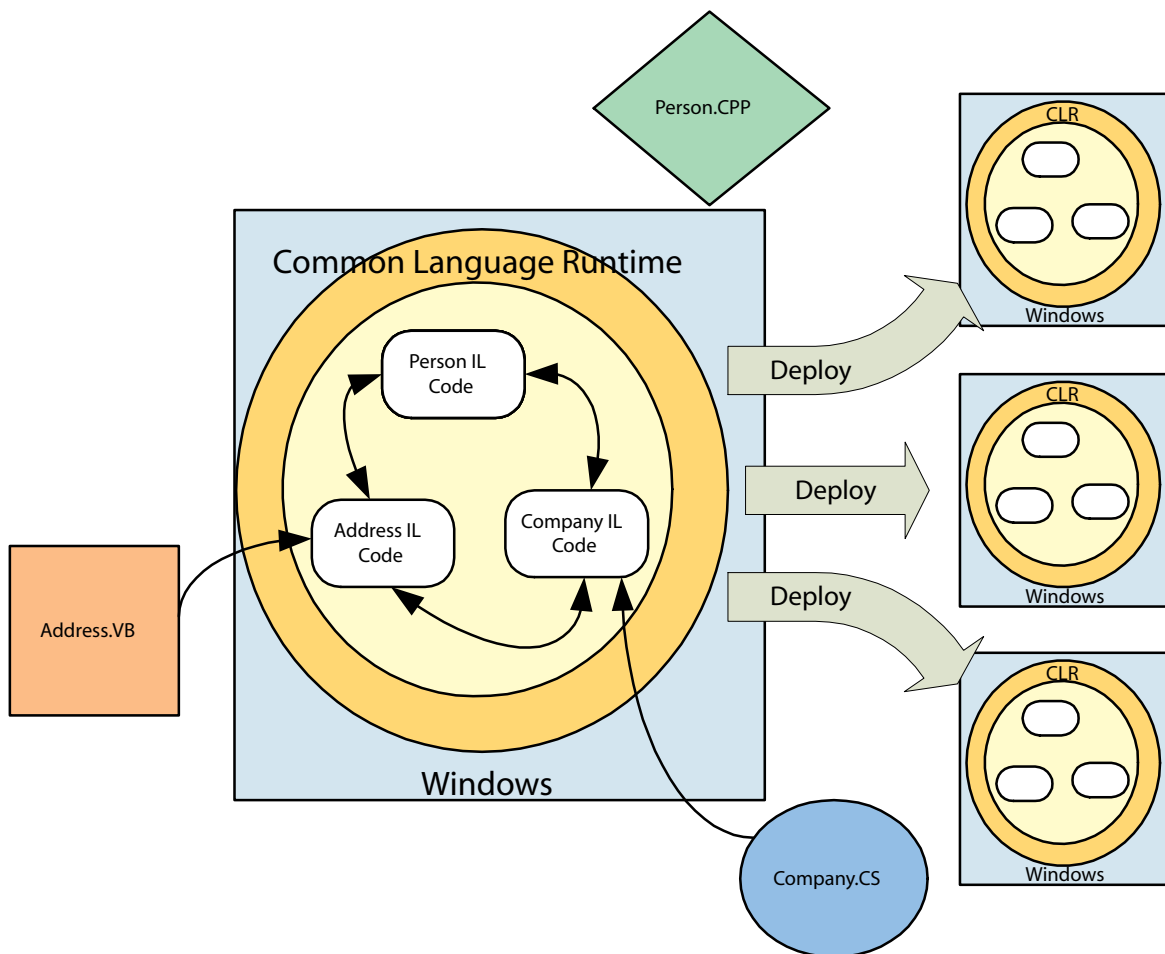 Person.CPP
CLR
Windows
Common Language Runtime
Person IL
Code
Address IL
Code
Company IL
Code
Windows
Deploy
Deploy
Deploy
CLR
Windows
CLR
Windows
Address.VB
Company.CS